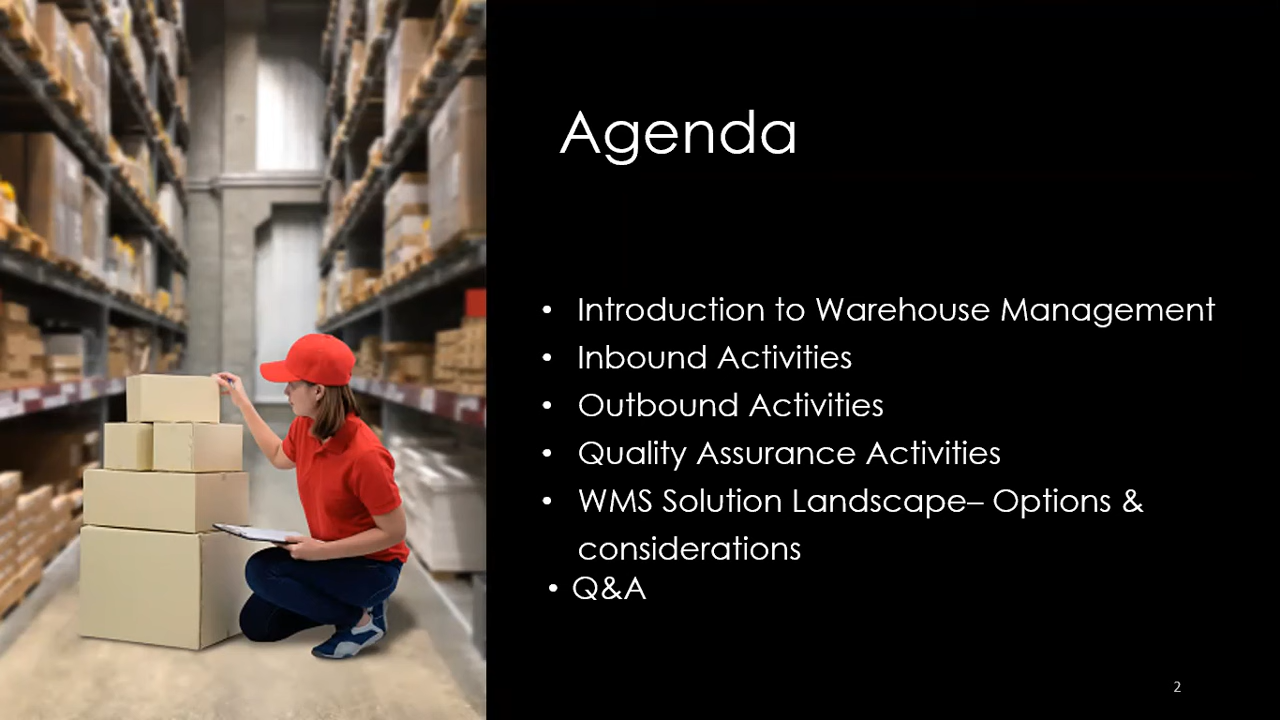 Agenda
• Introduction to Warehouse Management
• Inbound Activities
• Outbound Activities
• Quality Assurance Activities
• WMS Solution Landscape– Options &
considerations
• Q&A
2